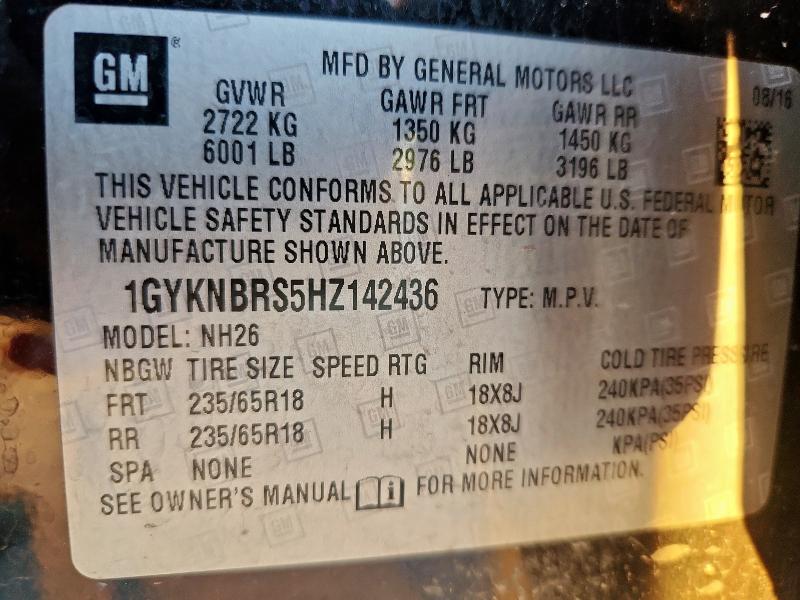 GM
MFD BY GENERAL MOTORS LLC
08/16
GVWR GAWR FRT GAWR RR
2722 KG 1350 KG 1450 KG
6001 LB 2976 LB 3196 LB
THIS VEHICLE CONFORMS TO ALL APPLICABLE U.S. FEDERAL MOTOR
VEHICLE SAFETY STANDARDS IN EFFECT ON THE DATE OF
MANUFACTURE SHOWN ABOVE.
1GYKNBRS5HZ142436 TYPE: M.P.V.
MODEL: NH26
NBGW TIRE SIZE SPEED RTG RIM COLD TIRE PRESSURE
FRT 235/65R18 H 18X8J 240KPA(35PSI)
RR 235/65R18 H 18X8J 240KPA(35PSI)
SPA NONE NONE KPA(PSI)
SEE OWNER'S MANUAL FOR MORE INFORMATION.